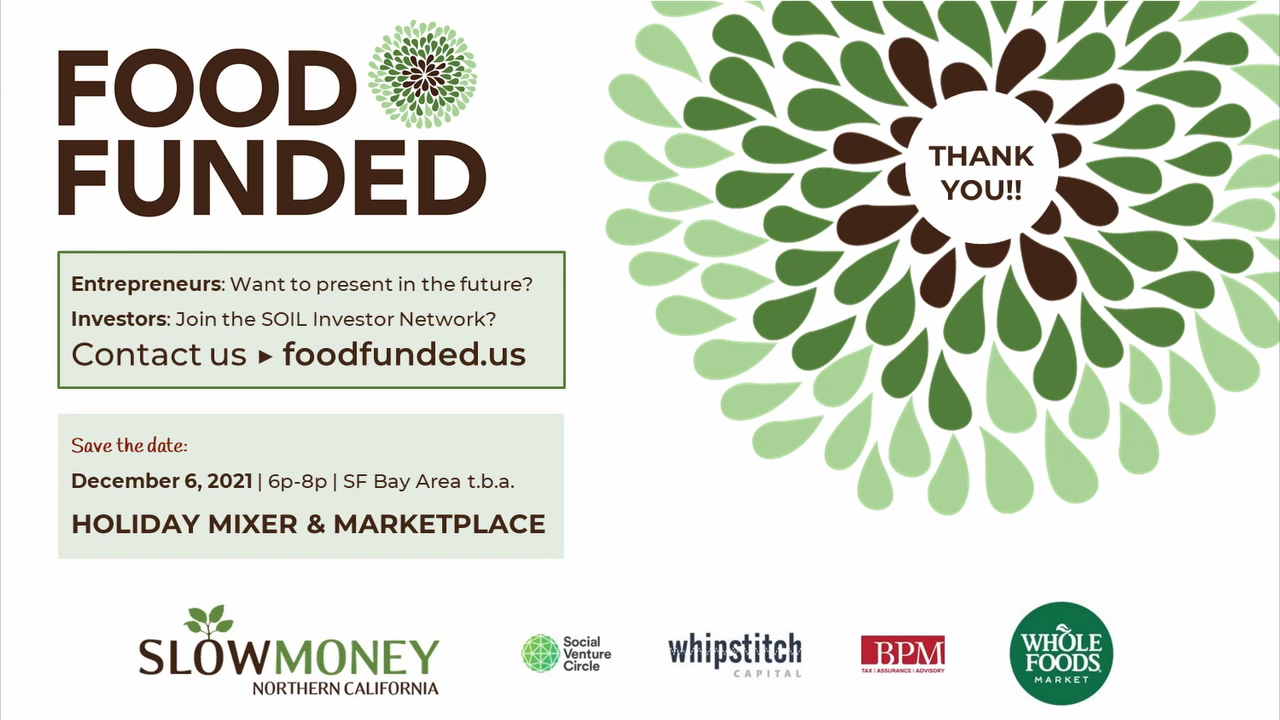 FOOD
FUNDED
THANK
YOU!!
Entrepreneurs: Want to present in the future?
Investors: Join the SOIL Investor Network?
Contact us ▸ foodfunded.us
Save the date:
December 6, 2021 | 6p-8p | SF Bay Area t.b.a.
HOLIDAY MIXER & MARKETPLACE
SLOWMONEY
NORTHERN CALIFORNIA
Social
Venture
Circle
whipstitch
CAPITAL
BPM
TAX | ASSURANCE | ADVISORY
WHOLE
FOODS
MARKET